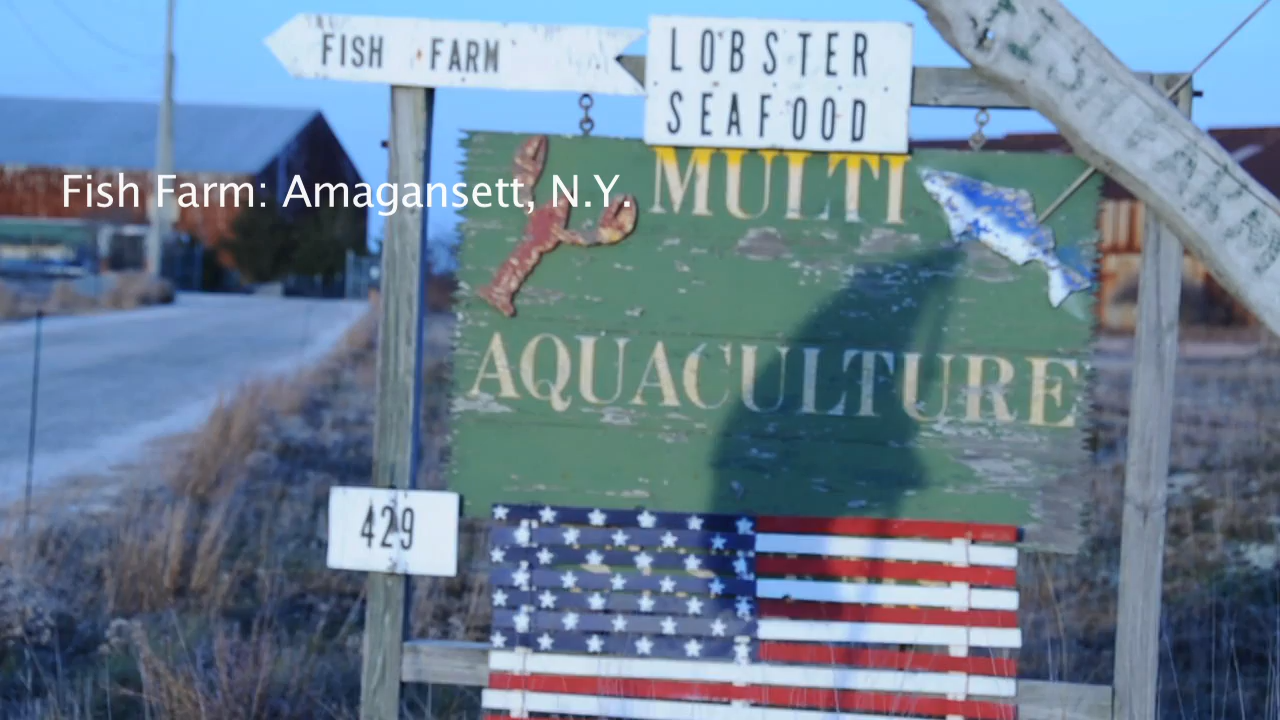 FISH FARM
LOBSTER
SEAFOOD
Fish Farm: Amagansett, N.Y.
MULTI
AQUACULTURE
429